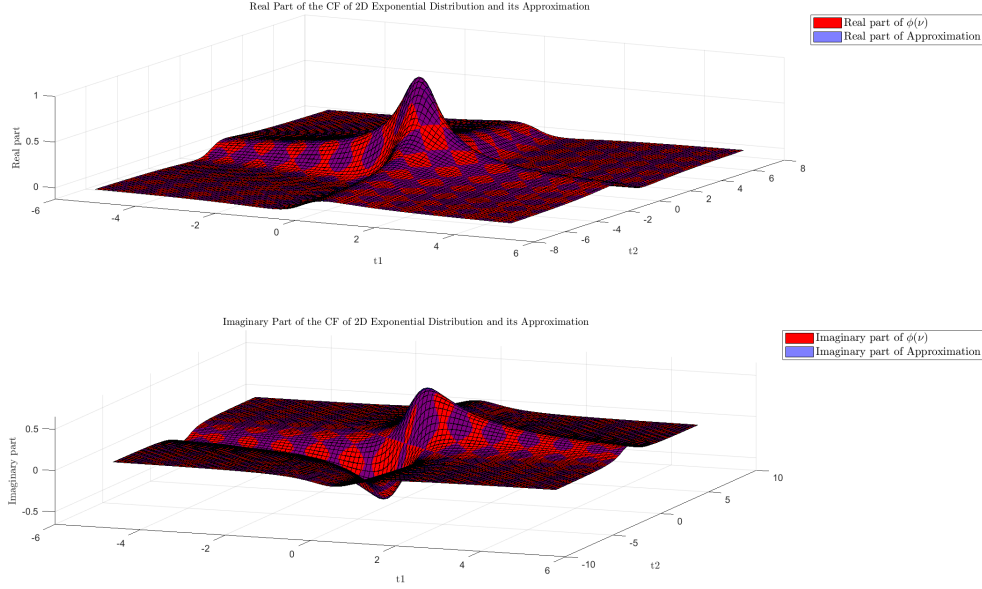 Real Part of the CF of 2D Exponential Distribution and its Approximation
Real part of ϕ(ν)
Real part of Approximation
1
0.5
0
Real part
-6
-4
-2
0
2
4
6
t1
-8
-6
-4
-2
0
2
4
6
8
t2
Imaginary Part of the CF of 2D Exponential Distribution and its Approximation
Imaginary part of ϕ(ν)
Imaginary part of Approximation
0.5
0
-0.5
Imaginary part
-6
-4
-2
0
2
4
6
t1
-10
-5
0
5
10
t2